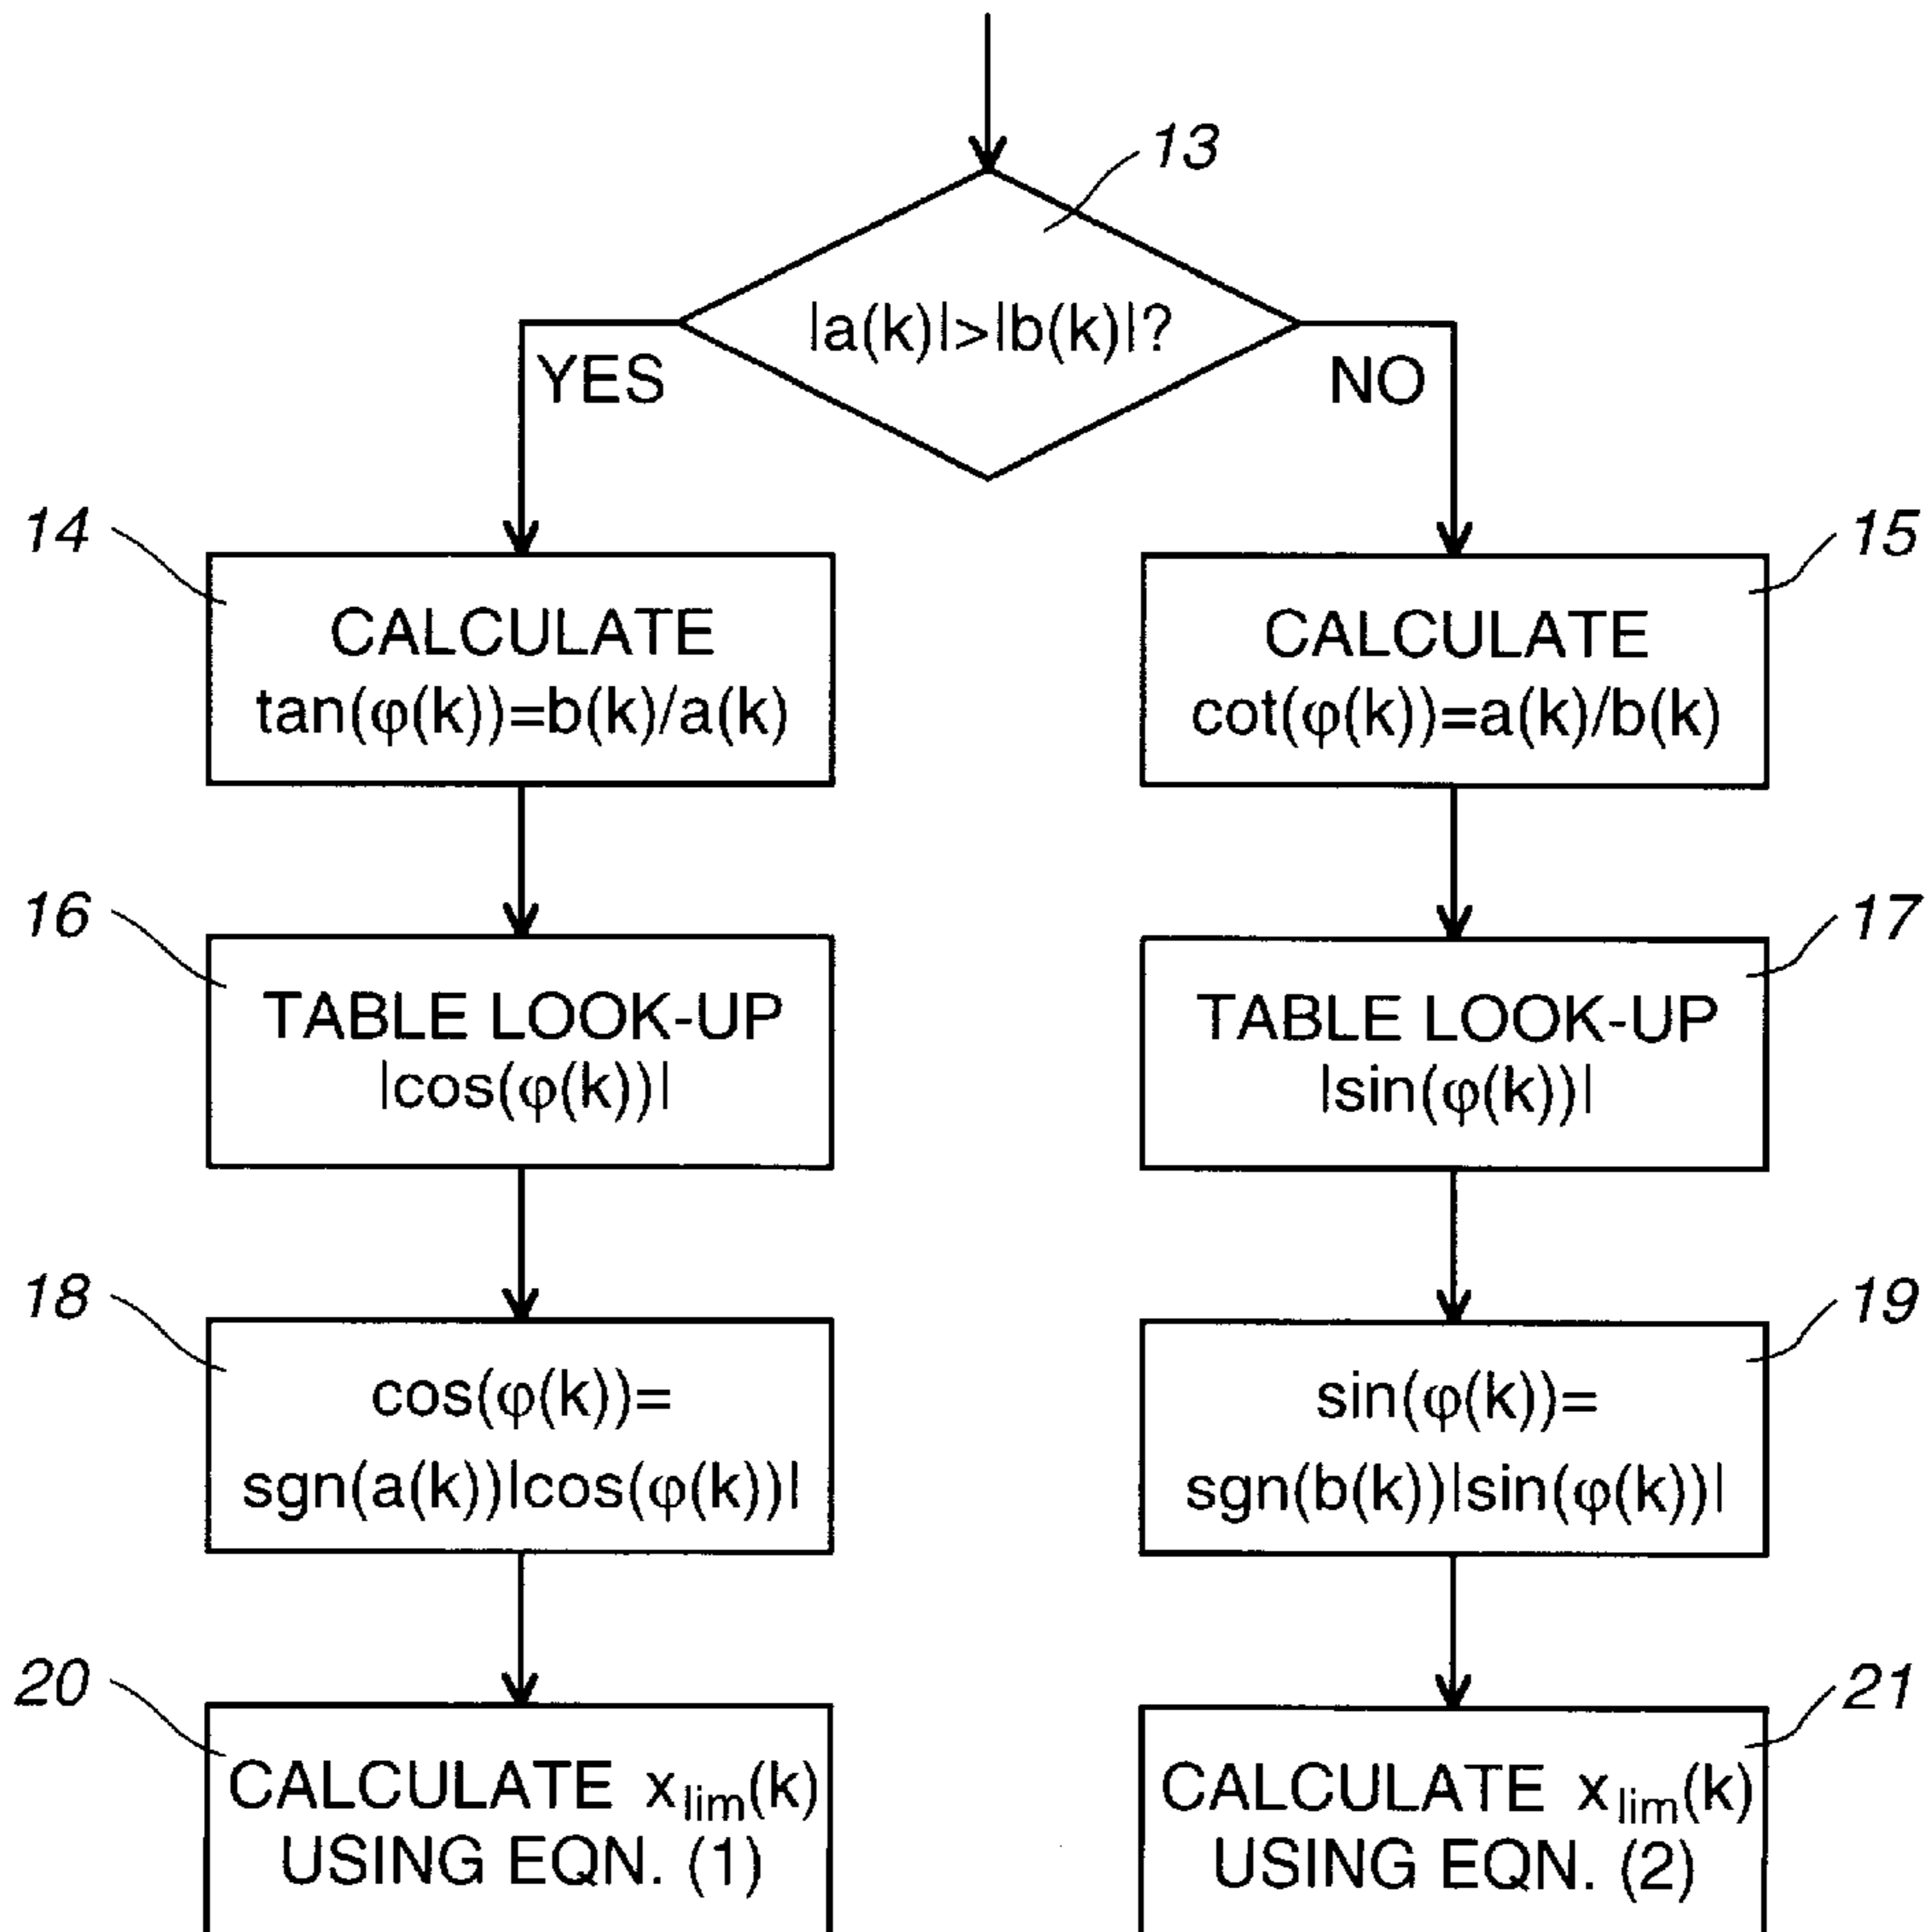 13
|a(k)|>|b(k)|?
YES
NO
14
CALCULATE
tan(φ(k))=b(k)/a(k)
15
CALCULATE
cot(φ(k))=a(k)/b(k)
16
TABLE LOOK-UP
|cos(φ(k))|
17
TABLE LOOK-UP
|sin(φ(k))|
18
cos(φ(k))=
sgn(a(k))|cos(φ(k))|
19
sin(φ(k))=
sgn(b(k))|sin(φ(k))|
20
CALCULATE x_lim(k)
USING EQN. (1)
21
CALCULATE x_lim(k)
USING EQN. (2)